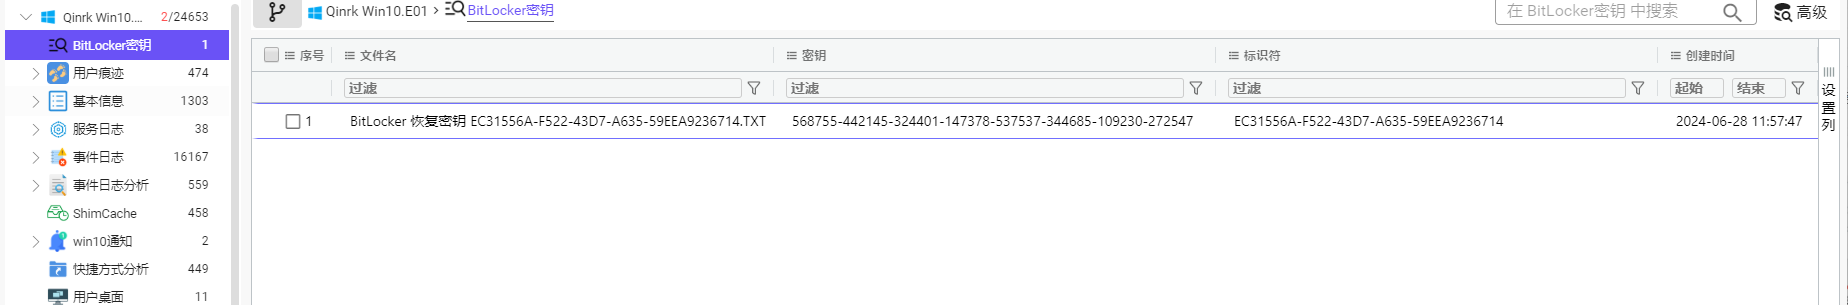 Qinrk Win10.... 2/24653
BitLocker密钥 1
用户痕迹 474
基本信息 1303
服务日志 38
事件日志 16167
事件日志分析 559
ShimCache 458
win10通知 2
快捷方式分析 449
用户桌面 11
Qinrk Win10.E01 > BitLocker密钥
在 BitLocker密钥 中搜索
高级
序号 文件名 密钥 标识符 创建时间
过滤 过滤 过滤 起始 结束
1 BitLocker 恢复密钥 EC31556A-F522-43D7-A635-59EEA9236714.TXT 568755-442145-324401-147378-537537-344685-109230-272547 EC31556A-F522-43D7-A635-59EEA9236714 2024-06-28 11:57:47
设置列